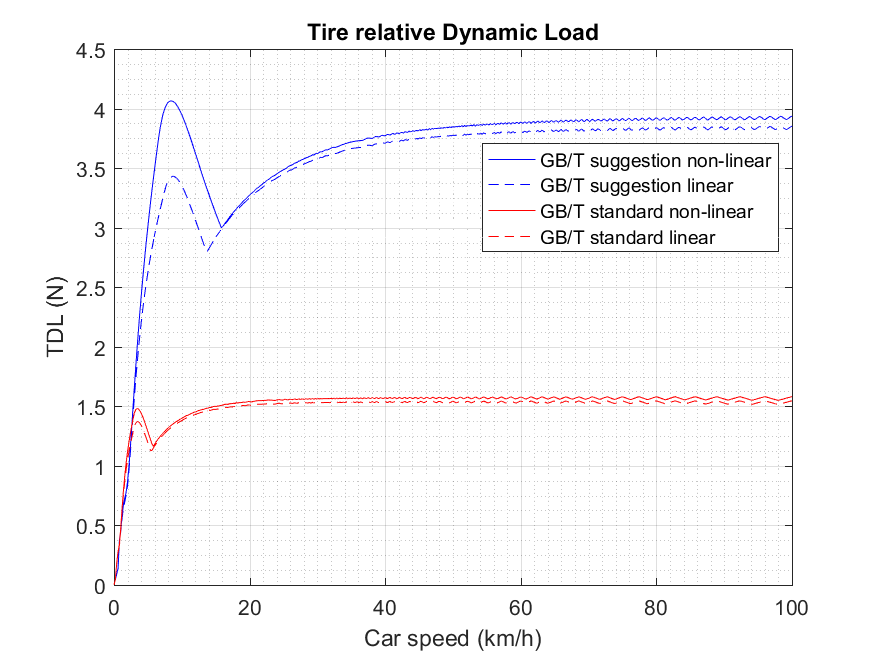 Tire relative Dynamic Load
4.5
4
3.5
3
2.5
2
1.5
1
0.5
0
TDL (N)
GB/T suggestion non-linear
GB/T suggestion linear
GB/T standard non-linear
GB/T standard linear
0 20 40 60 80 100
Car speed (km/h)